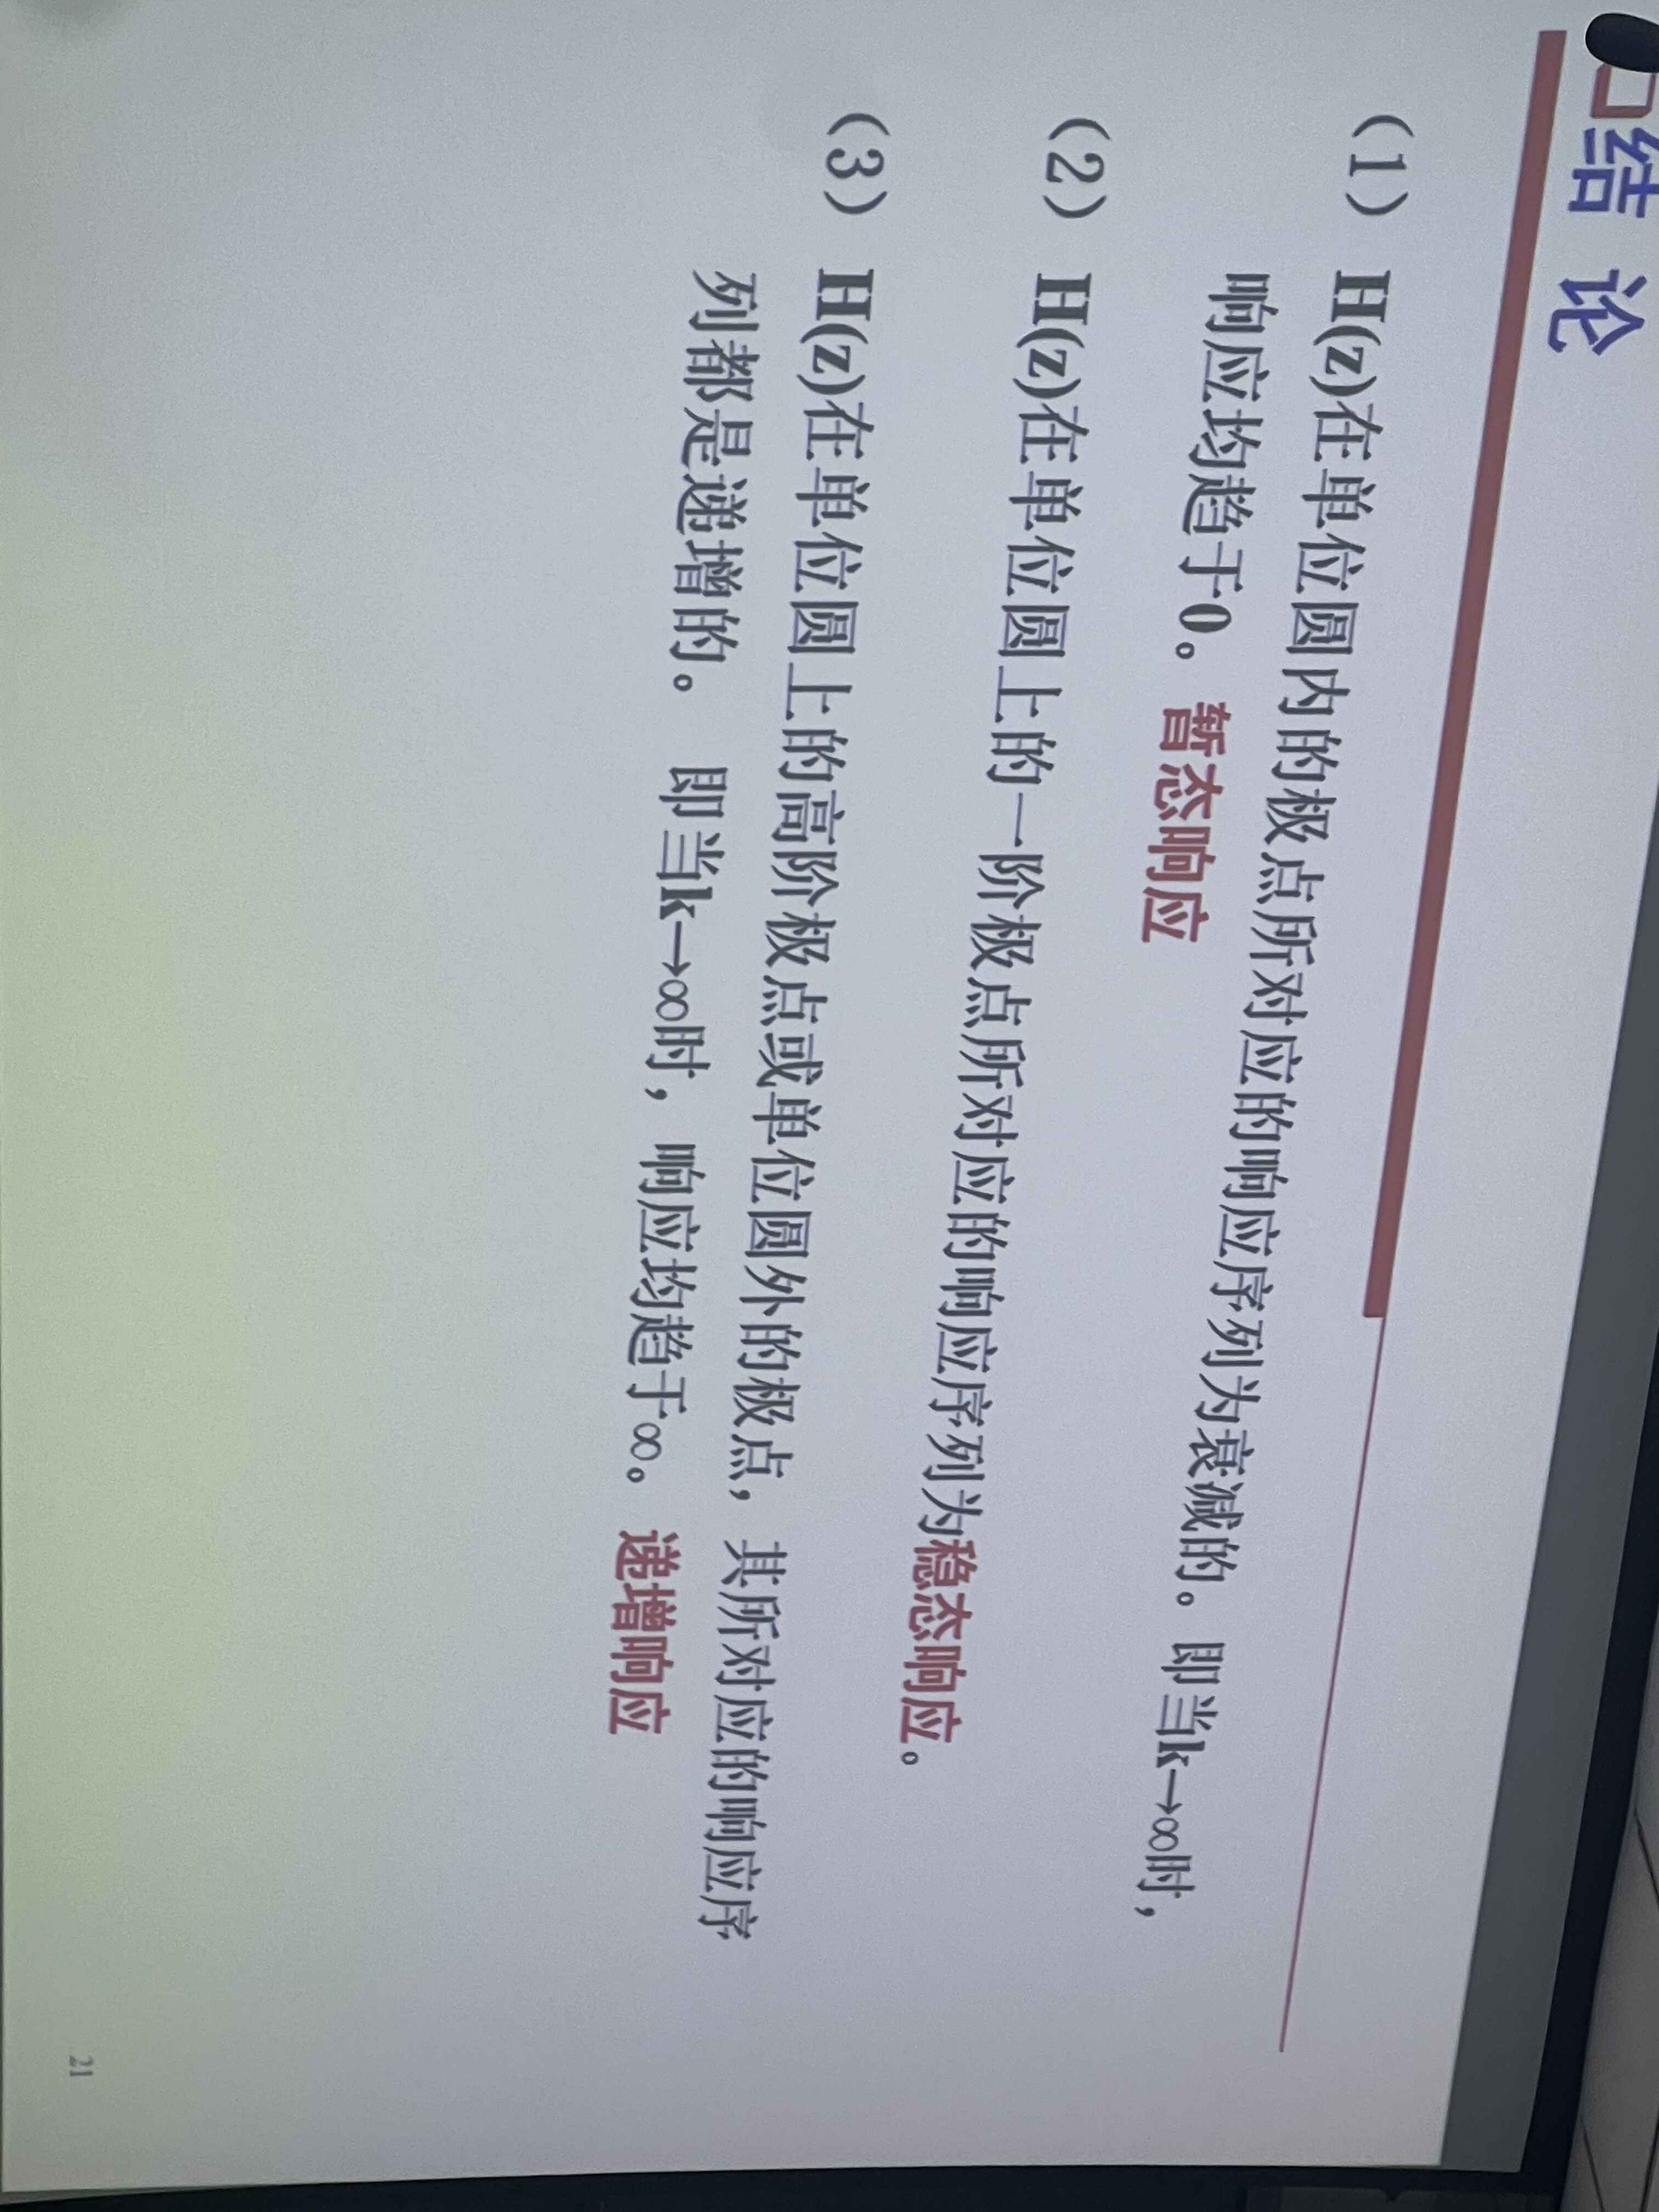 结 论
（1） H(z)在单位圆内的极点所对应的响应序列为衰减的。即当k→∞时，
响应均趋于0。 暂态响应
（2） H(z)在单位圆上的一阶极点所对应的响应序列为稳态响应。
（3） H(z)在单位圆上的高阶极点或单位圆外的极点，其所对应的响应序
列都是递增的。 即当k→∞时，响应均趋于∞。 递增响应
21